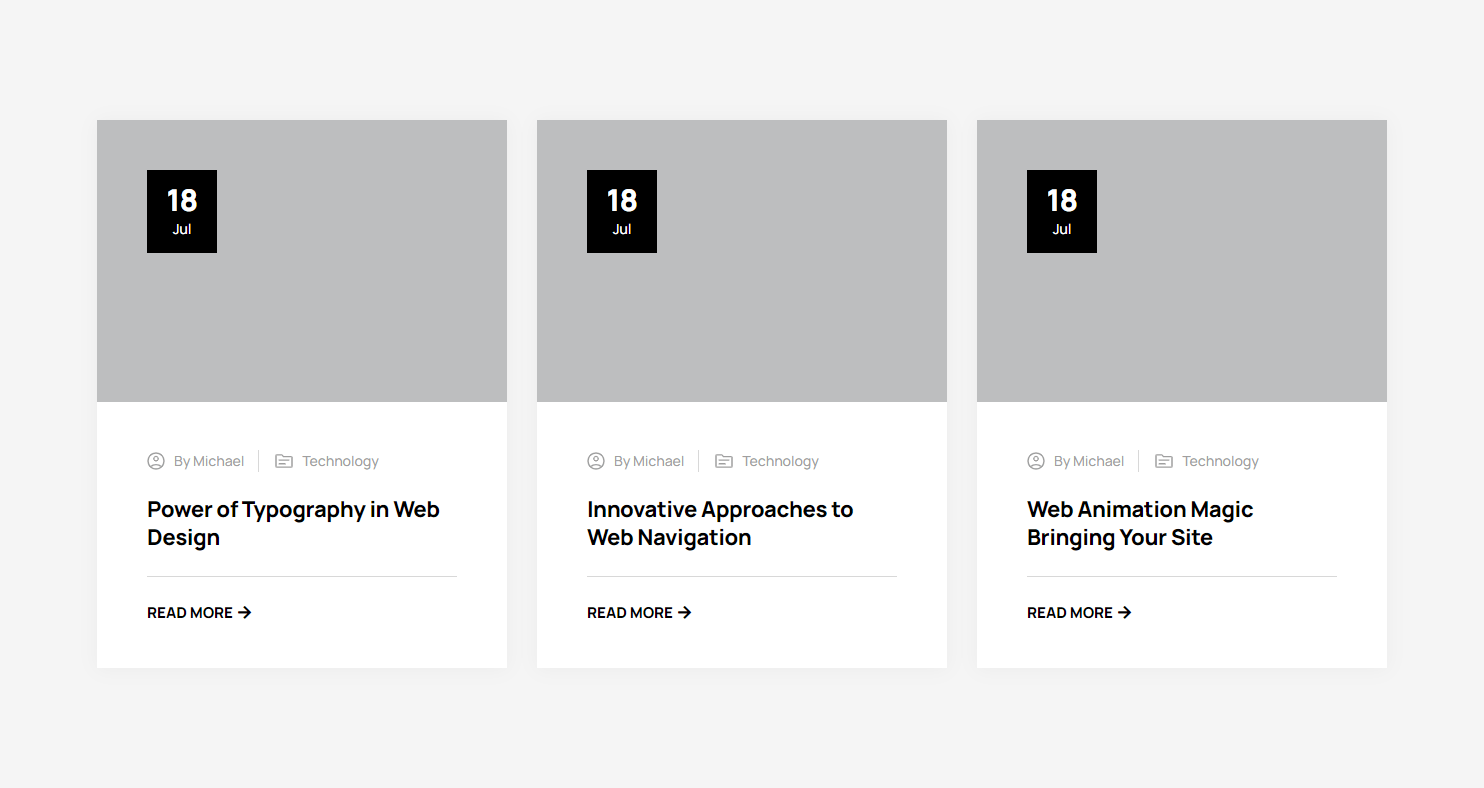 18
Jul
By Michael
Technology
Power of Typography in Web
Design
READ MORE
18
Jul
By Michael
Technology
Innovative Approaches to
Web Navigation
READ MORE
18
Jul
By Michael
Technology
Web Animation Magic
Bringing Your Site
READ MORE